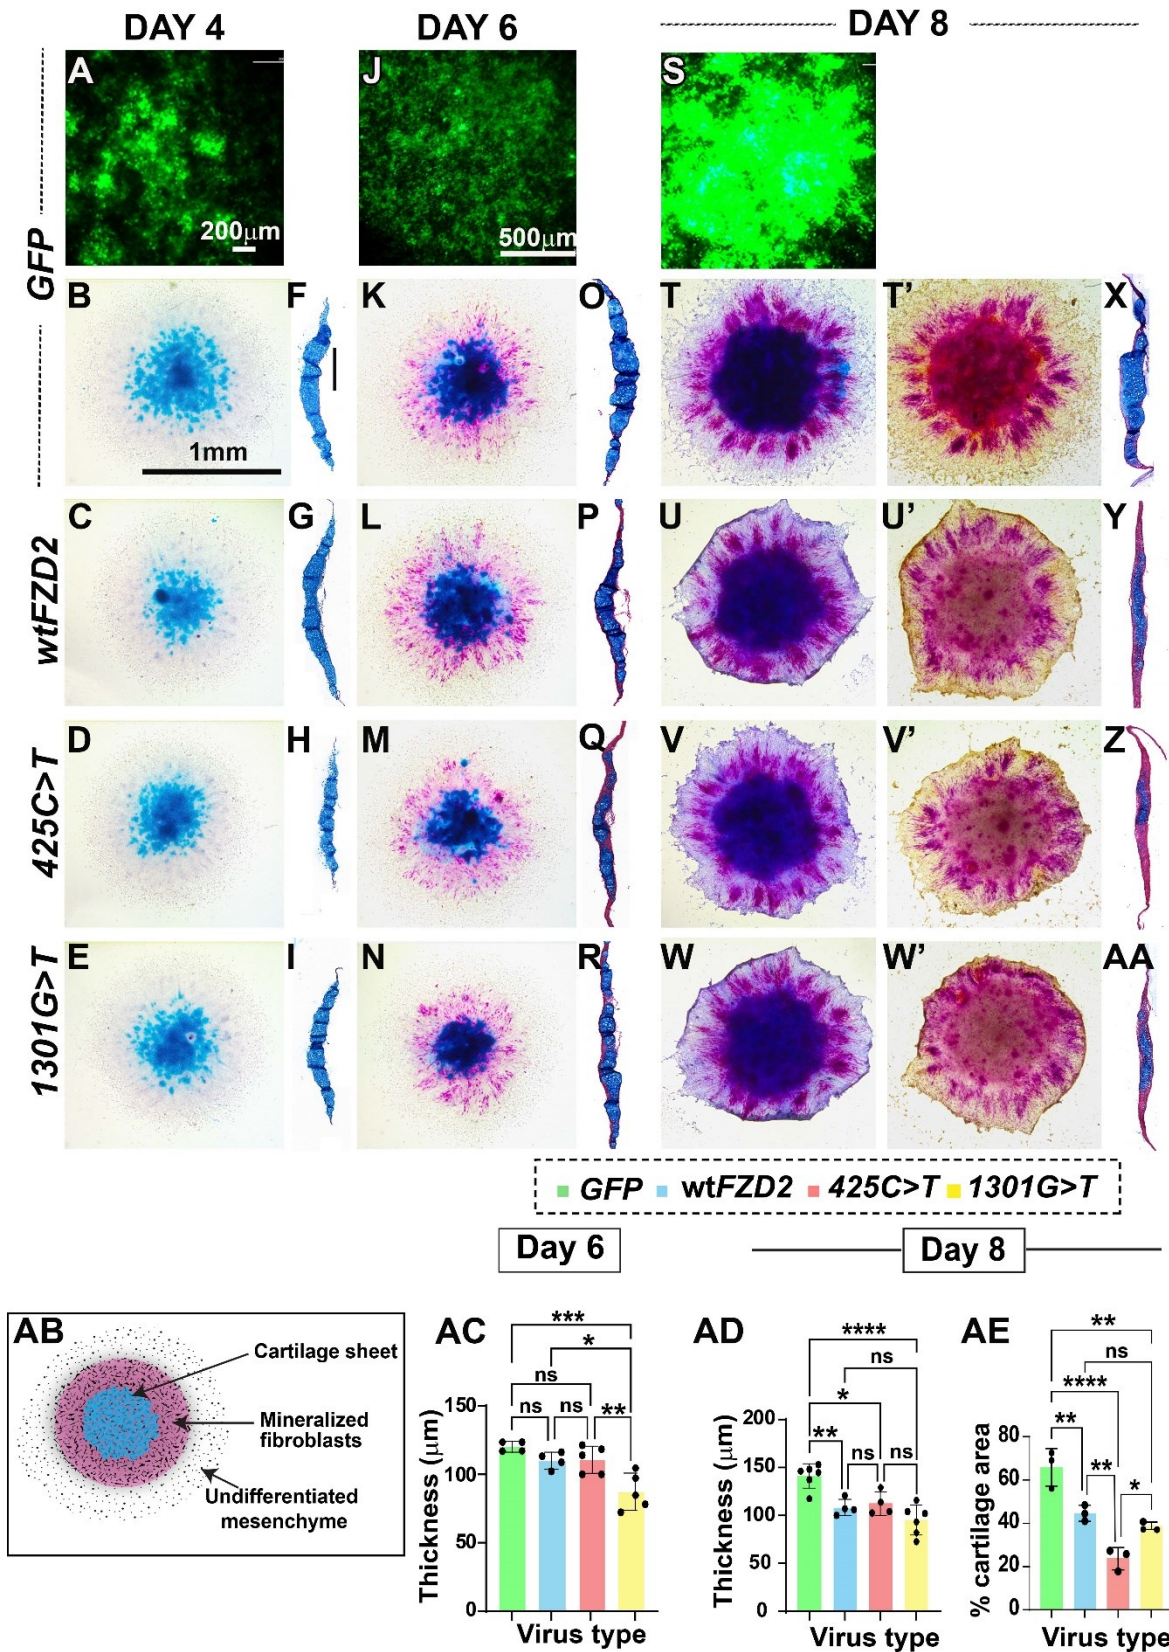 DAY 4
DAY 6
DAY 8
GFP
A
200µm
J
500µm
S
B
1mm
F
K
O
T
T’
X
wtFZD2
C
G
L
P
U
U’
Y
425C>T
D
H
M
Q
V
V’
Z
1301G>T
E
I
N
R
W
W’
AA
GFP wtFZD2 425C>T 1301G>T
Day 6
Day 8
AB
Cartilage sheet
Mineralized
fibroblasts
Undifferentiated
mesenchyme
AC
***
*
ns
ns ns **
Thickness (µm)
150
100
50
0
Virus type
AD
****
ns
*
**
ns ns
Thickness (µm)
200
150
100
50
0
Virus type
AE
**
ns
****
**
**
*
% cartilage area
80
60
40
20
0
Virus type